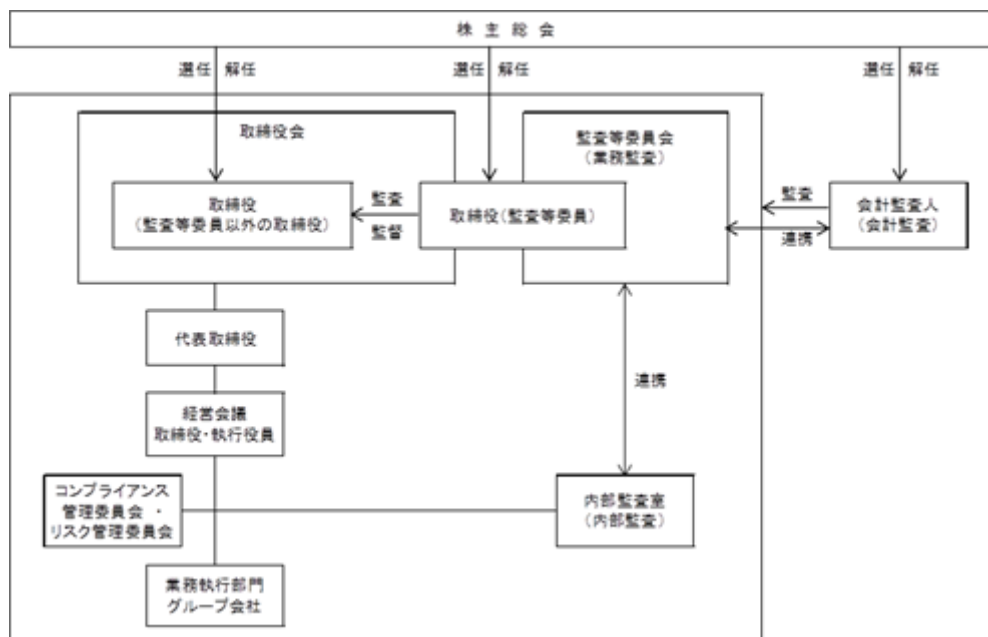 株主総会
選任 解任
選任 解任
選任 解任
取締役会
監査等委員会
(業務監査)
取締役
(監査等委員以外の取締役)
監査
監督
取締役(監査等委員)
監査
連携
会計監査人
(会計監査)
代表取締役
連携
経営会議
取締役・執行役員
コンプライアンス
管理委員会 ・
リスク管理委員会
内部監査室
(内部監査)
業務執行部門
グループ会社